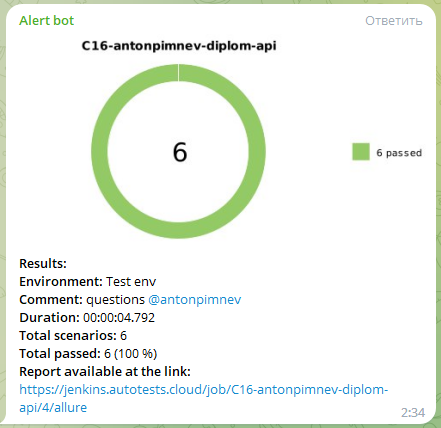 Alert bot
Ответить
C16-antonpimnev-diplom-api
6
6 passed
Results:
Environment: Test env
Comment: questions @antonpimnev
Duration: 00:00:04.792
Total scenarios: 6
Total passed: 6 (100 %)
Report available at the link:
https://jenkins.autotests.cloud/job/C16-antonpimnev-diplom-
api/4/allure
2:34